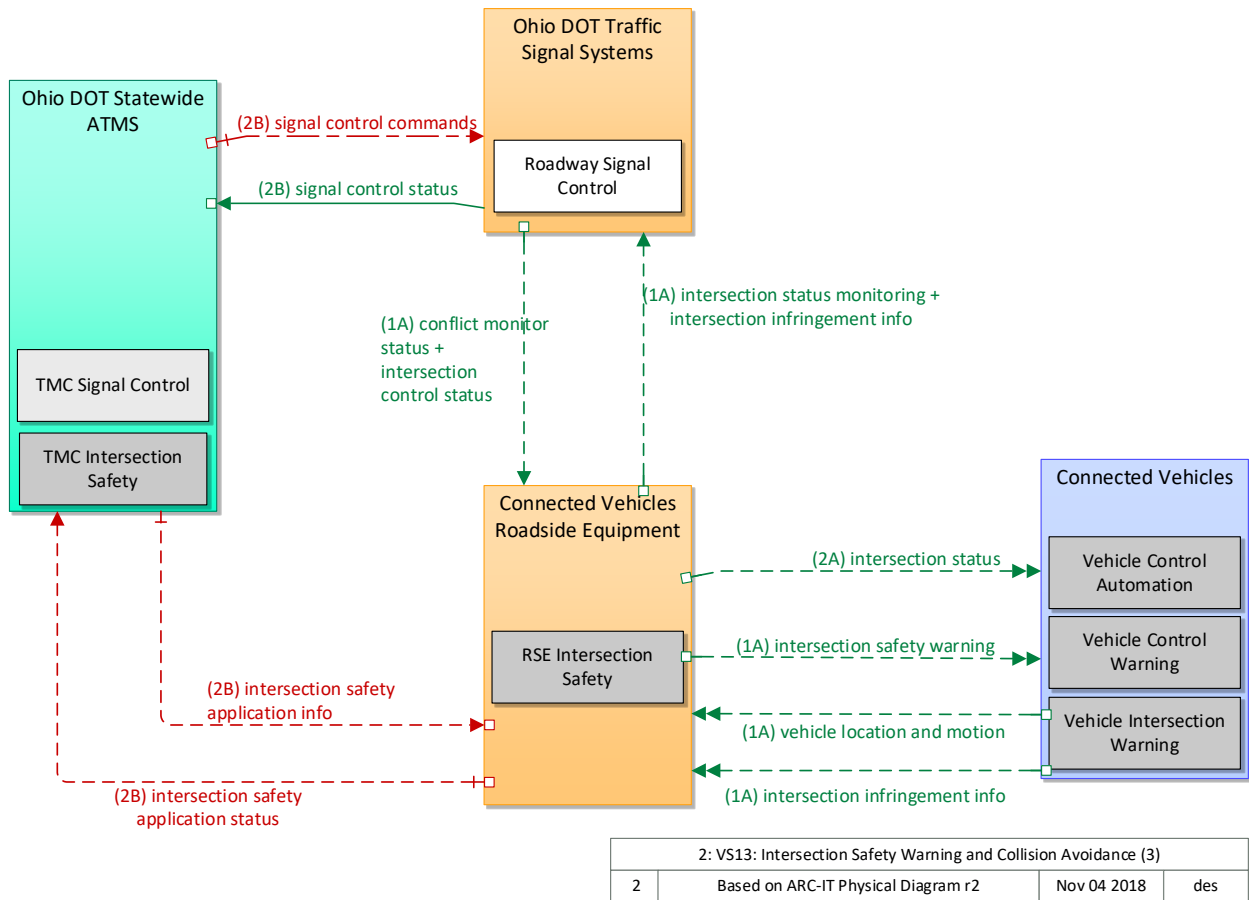 Ohio DOT Traffic
Signal Systems
Roadway Signal
Control
Ohio DOT Statewide
ATMS
TMC Signal Control
TMC Intersection
Safety
(2B) signal control commands
(2B) signal control status
(1A) conflict monitor
status +
intersection
control status
(1A) intersection status monitoring +
intersection infringement info
Connected Vehicles
Roadside Equipment
RSE Intersection
Safety
Connected Vehicles
Vehicle Control
Automation
Vehicle Control
Warning
Vehicle Intersection
Warning
(2A) intersection status
(1A) intersection safety warning
(1A) vehicle location and motion
(1A) intersection infringement info
(2B) intersection safety
application info
(2B) intersection safety
application status
2: VS13: Intersection Safety Warning and Collision Avoidance (3)
2 Based on ARC-IT Physical Diagram r2 Nov 04 2018 des